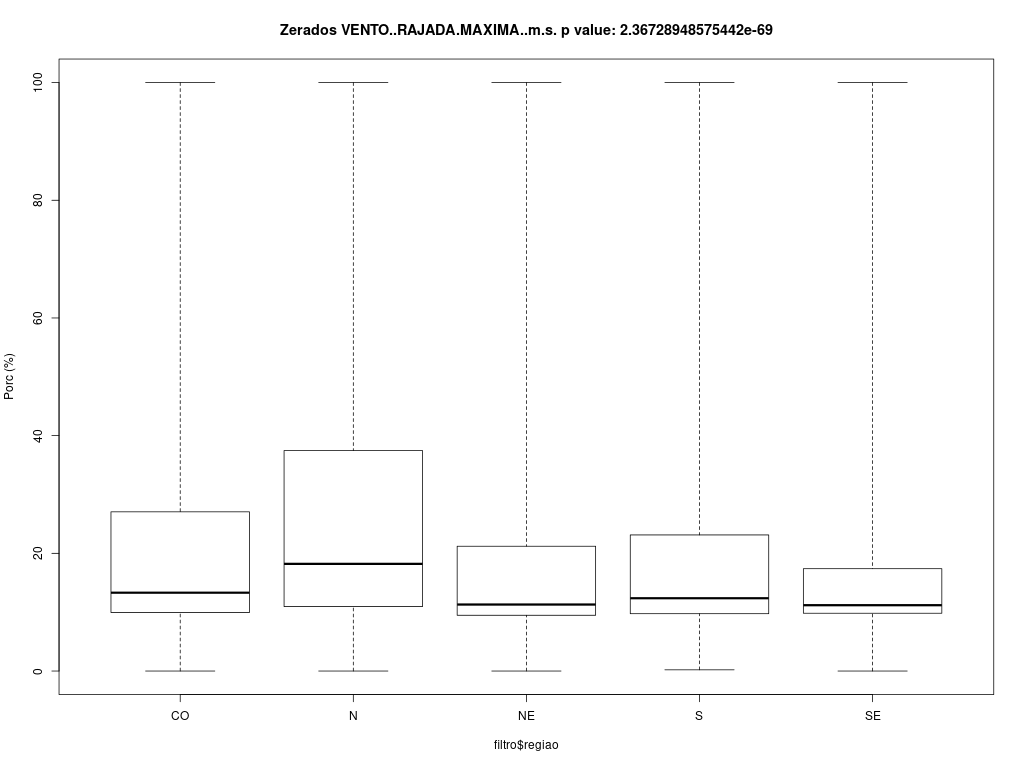 Zerados VENTO..RAJADA.MAXIMA..m.s. p value: 2.36728948575442e-69
Porc (%)
100
80
60
40
20
0
CO N NE S SE
filtro$regiao